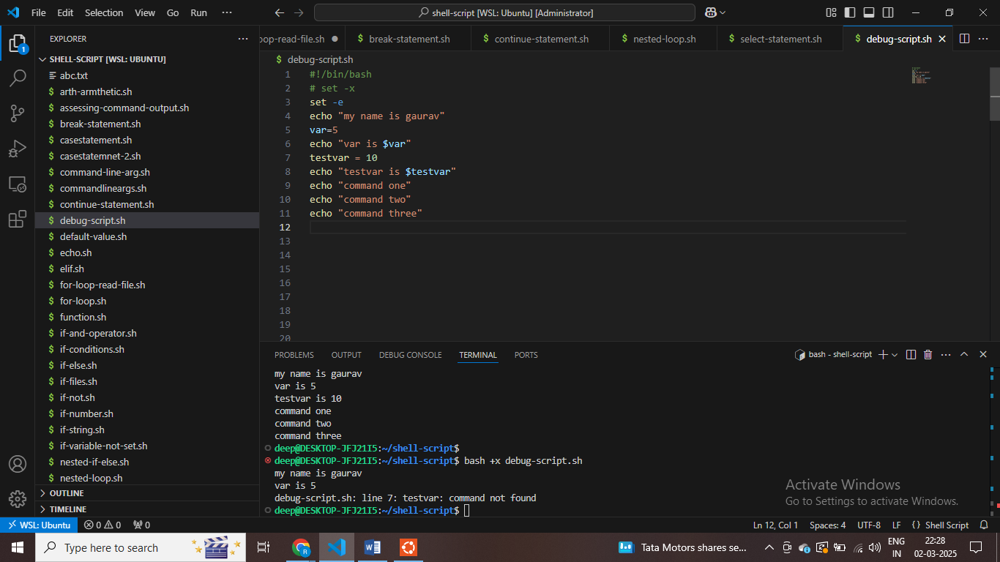 File Edit Selection View Go Run ···
shell-script [WSL: Ubuntu] [Administrator]
EXPLORER ···
1
SHELL-SCRIPT [WSL: UBUNTU]
abc.txt
$ arth-armthetic.sh
$ assessing-command-output.sh
$ break-statement.sh
$ casestatement.sh
$ casestatemnet-2.sh
$ command-line-arg.sh
$ commandlineargs.sh
$ continue-statement.sh
$ debug-script.sh
$ default-value.sh
$ echo.sh
$ elif.sh
$ for-loop-read-file.sh
$ for-loop.sh
$ function.sh
$ if-and-operator.sh
$ if-conditions.sh
$ if-else.sh
$ if-files.sh
$ if-not.sh
$ if-number.sh
$ if-string.sh
$ if-variable-not-set.sh
$ nested-if-else.sh
$ nested-loop.sh
OUTLINE
TIMELINE
oop-read-file.sh $ break-statement.sh $ continue-statement.sh $ nested-loop.sh $ select-statement.sh $ debug-script.sh ···
$ debug-script.sh
1 #!/bin/bash
2 # set -x
3 set -e
4 echo "my name is gaurav"
5 var=5
6 echo "var is $var"
7 testvar = 10
8 echo "testvar is $testvar"
9 echo "command one"
10 echo "command two"
11 echo "command three"
12
13
14
15
16
17
18
19
20
PROBLEMS OUTPUT DEBUG CONSOLE TERMINAL PORTS bash - shell-script ···
my name is gaurav
var is 5
testvar is 10
command one
command two
command three
deep@DESKTOP-JFJ21I5:~/shell-script$
deep@DESKTOP-JFJ21I5:~/shell-script$ bash +x debug-script.sh
my name is gaurav
var is 5
debug-script.sh: line 7: testvar: command not found
deep@DESKTOP-JFJ21I5:~/shell-script$
Activate Windows
Go to Settings to activate Windows.
WSL: Ubuntu 0 0 0 Ln 12, Col 1 Spaces: 4 UTF-8 LF {} Shell Script
Type here to search
Tata Motors shares se...
ENG
IN
22:28
02-03-2025